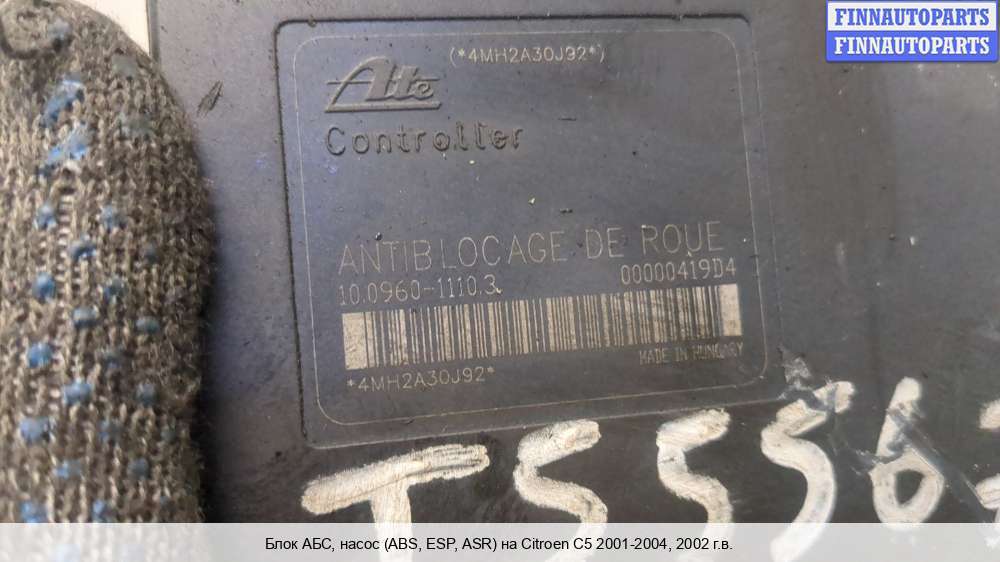 FINNAUTOPARTS
FINNAUTOPARTS
(*4MH2A30J92*)
Ate
Controller
ANTIBLOCAGE DE ROUE
10.0960-1110.3 00000419D4
MADE IN HUNGARY
*4MH2A30J92*
T5556
Блок АБС, насос (ABS, ESP, ASR) на Citroen C5 2001-2004, 2002 г.в.